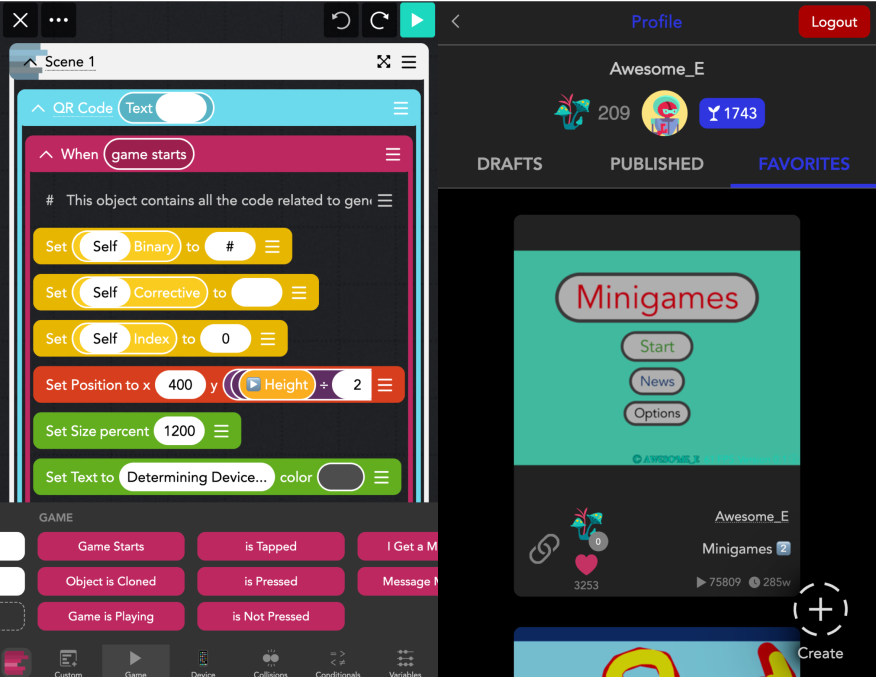 Scene 1
QR Code Text
When game starts
# This object contains all the code related to gene
Set Self Binary to #
Set Self Corrective to
Set Self Index to 0
Set Position to x 400 y Height ÷ 2
Set Size percent 1200
Set Text to Determining Device... color
GAME
Game Starts is Tapped I Get a M
Object is Cloned is Pressed Message
Game is Playing is Not Pressed
Custom Game Device Collisions Conditionals Variables
Profile
Logout
Awesome_E
209 1743
DRAFTS PUBLISHED FAVORITES
Minigames
Start
News
Options
© AWESOME_E
Awesome_E
0
Minigames 2
3253
75809 285w
Create